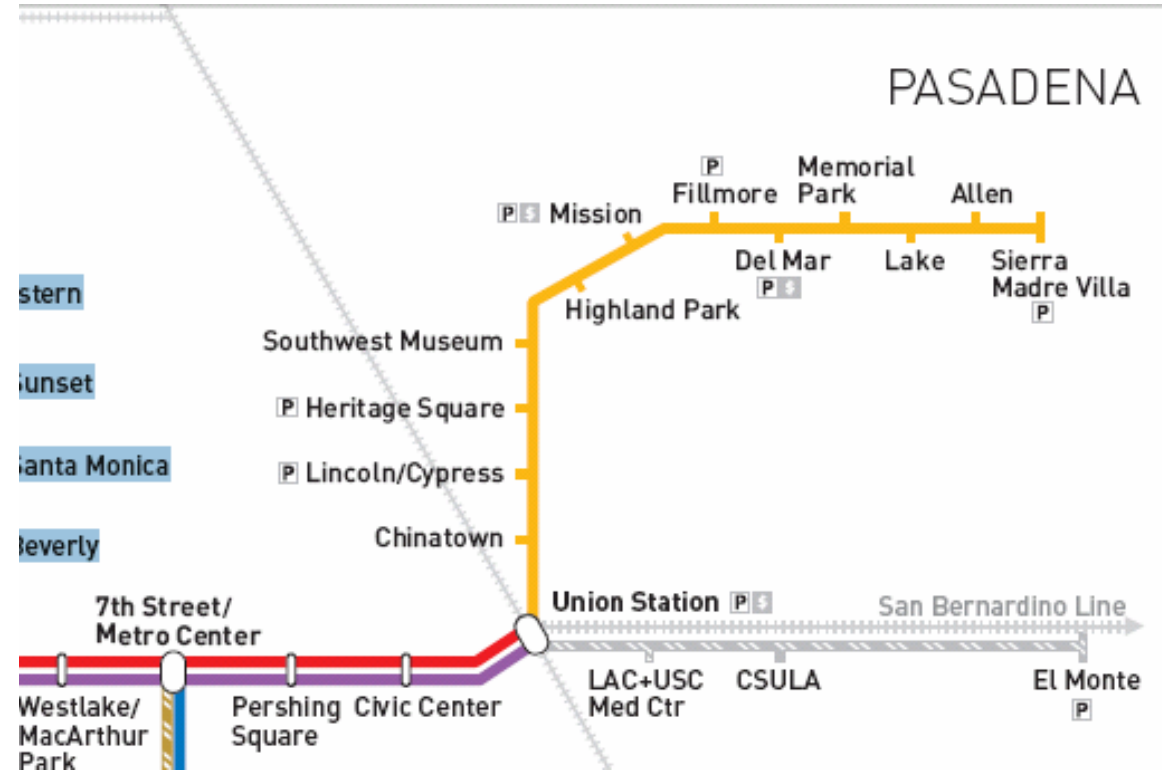 PASADENA
P
Memorial
Fillmore Park Allen
P $ Mission
Del Mar Lake Sierra
P $ Madre Villa
P
Highland Park
stern
Southwest Museum
Sunset
P Heritage Square
Santa Monica
P Lincoln/Cypress
Beverly
Chinatown
7th Street/
Metro Center
Union Station P $
San Bernardino Line
Westlake/
MacArthur
Park
Pershing
Square
Civic Center
LAC+USC
Med Ctr
CSULA
El Monte
P